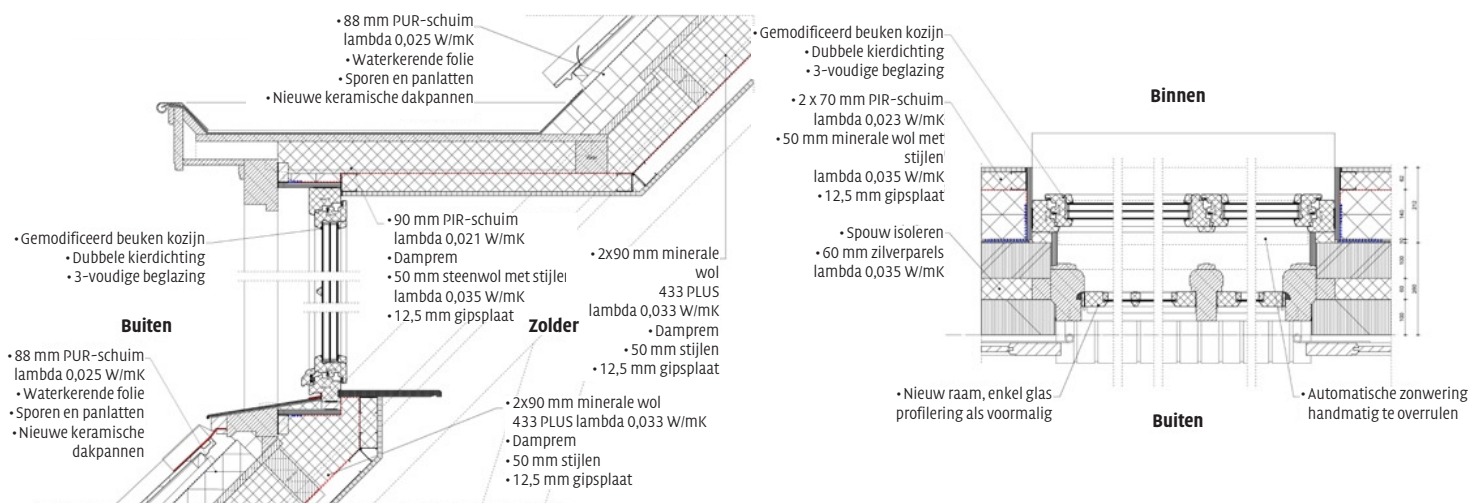 • 88 mm PUR-schuim
lambda 0,025 W/mK
• Waterkerende folie
• Sporen en panlatten
• Nieuwe keramische dakpannen
• Gemodificeerd beuken kozijn
• Dubbele kierdichting
• 3-voudige beglazing
Buiten
• 88 mm PUR-schuim
lambda 0,025 W/mK
• Waterkerende folie
• Sporen en panlatten
• Nieuwe keramische
dakpannen
• 90 mm PIR-schuim
lambda 0,021 W/mK
• Damprem
• 50 mm steenwol met stijlen
lambda 0,035 W/mK
• 12,5 mm gipsplaat
Zolder
• 2x90 mm minerale
wol
433 PLUS
lambda 0,033 W/mK
• Damprem
• 50 mm stijlen
• 12,5 mm gipsplaat
• 2x90 mm minerale wol
433 PLUS lambda 0,033 W/mK
• Damprem
• 50 mm stijlen
• 12,5 mm gipsplaat
• Gemodificeerd beuken kozijn
• Dubbele kierdichting
• 3-voudige beglazing
• 2 x 70 mm PIR-schuim
lambda 0,023 W/mK
• 50 mm minerale wol met
stijlen
lambda 0,035 W/mK
• 12,5 mm gipsplaat
• Spouw isoleren
• 60 mm zilverparels
lambda 0,035 W/mK
Binnen
• Nieuw raam, enkel glas
profilering als voormalig
Buiten
• Automatische zonwering
handmatig te overrulen